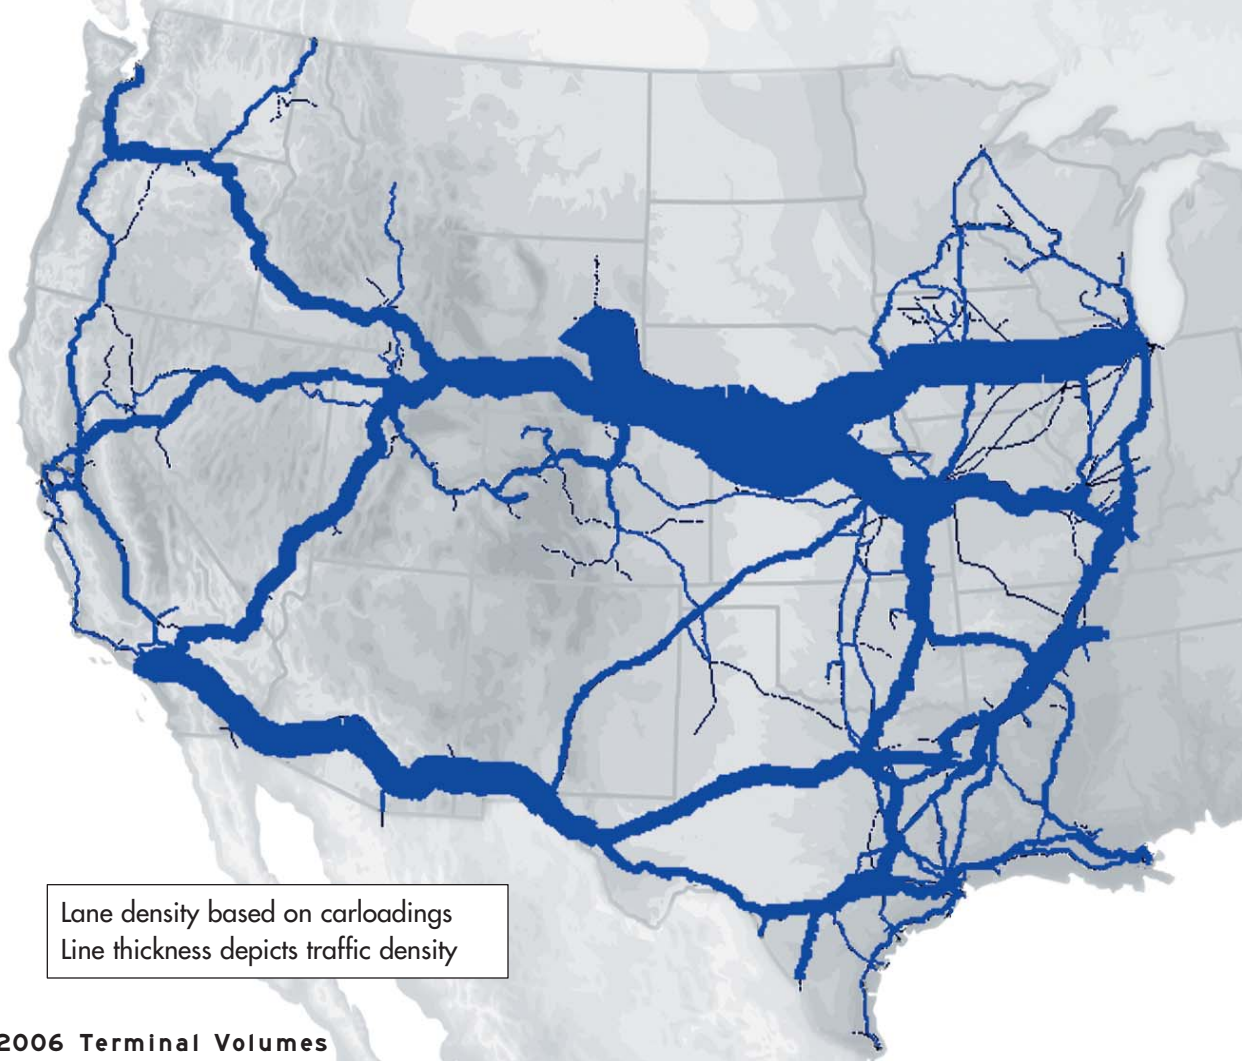 Lane density based on carloadings
Line thickness depicts traffic density
2006 Terminal Volumes